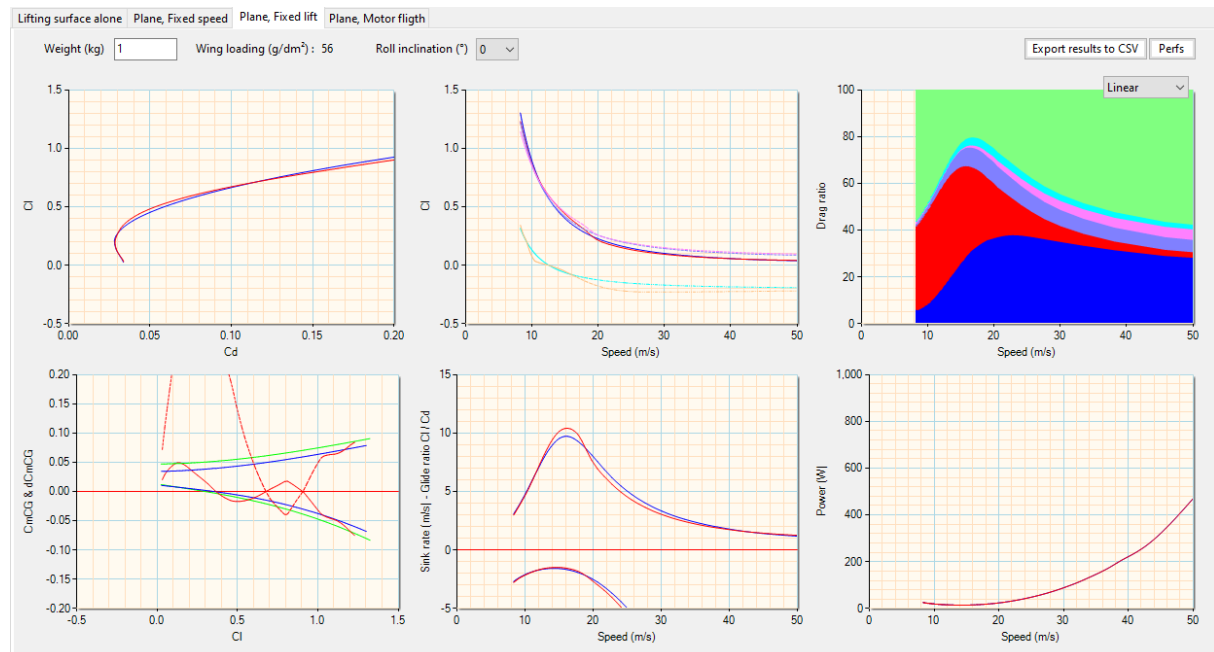 Lifting surface alone Plane, Fixed speed Plane, Fixed lift Plane, Motor fligth
Weight (kg) 1 Wing loading (g/dm²) : 56 Roll inclination (°) 0 Export results to CSV Perfs
Linear
1.5
1.0
0.5
0.0
-0.5
Cl
0.00 0.05 0.10 0.15 0.20
Cd
1.5
1.0
0.5
0.0
-0.5
Cl
0 10 20 30 40 50
Speed (m/s)
100
80
60
40
20
0
Drag ratio
0 10 20 30 40 50
Speed (m/s)
0.20
0.15
0.10
0.05
0.00
-0.05
-0.10
-0.15
-0.20
CmCG & dCmCG
-0.5 0.0 0.5 1.0 1.5
Cl
15
10
5
0
-5
Sink rate (m/s) - Glide ratio Cl / Cd
0 10 20 30 40 50
Speed (m/s)
1,000
800
600
400
200
0
Power (W)
0 10 20 30 40 50
Speed (m/s)